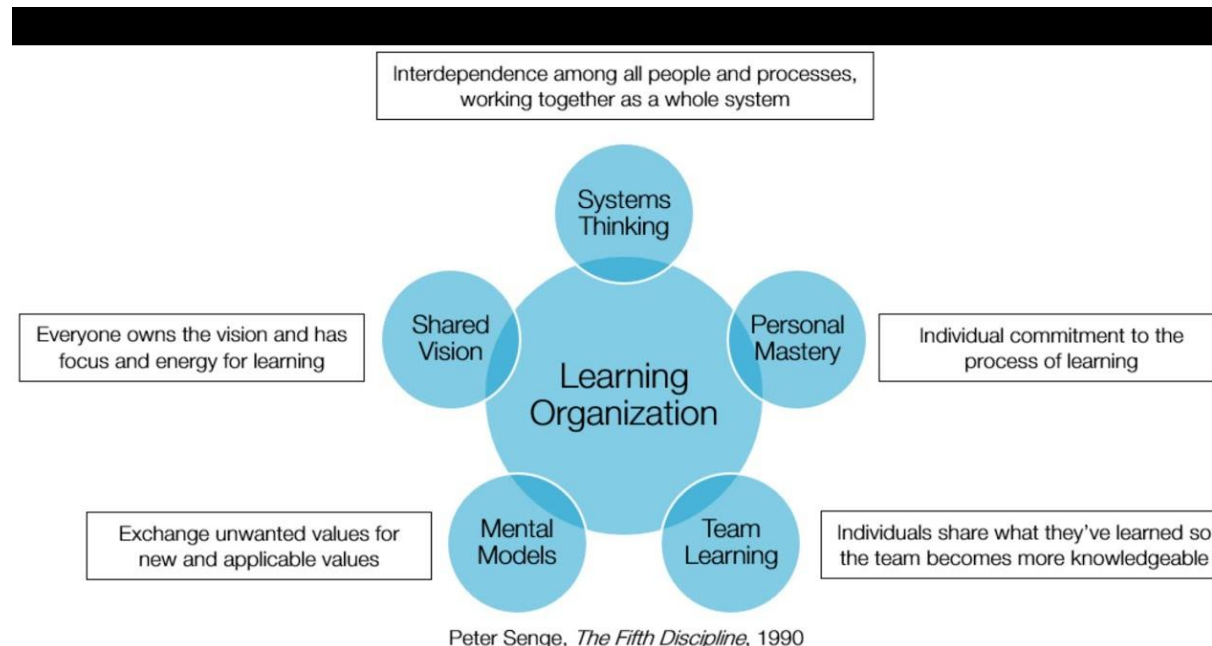 Interdependence among all people and processes,
working together as a whole system
Systems
Thinking
Shared
Vision
Everyone owns the vision and has
focus and energy for learning
Personal
Mastery
Individual commitment to the
process of learning
Learning
Organization
Mental
Models
Exchange unwanted values for
new and applicable values
Team
Learning
Individuals share what they've learned so
the team becomes more knowledgeable
Peter Senge, The Fifth Discipline, 1990